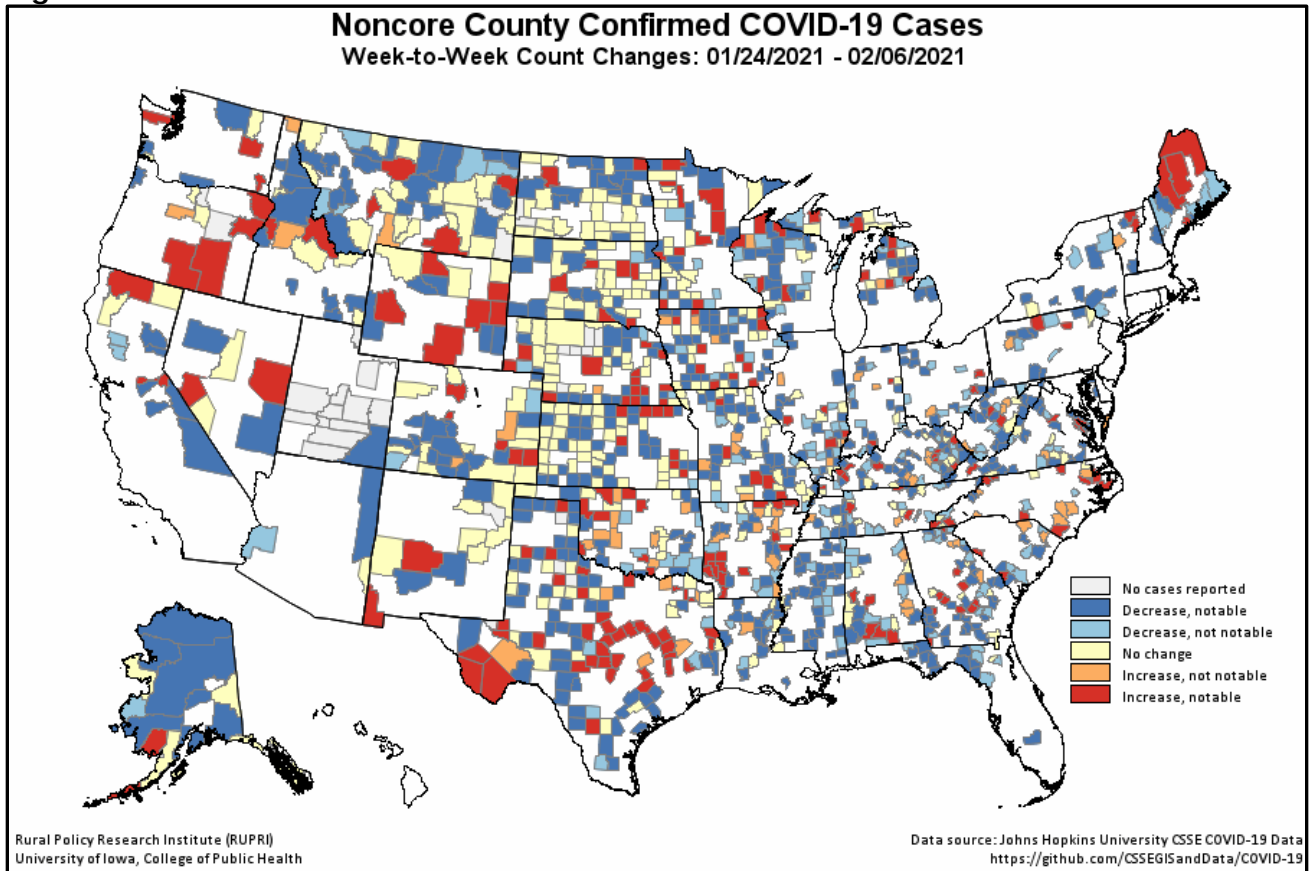 Noncore County Confirmed COVID-19 Cases
Week-to-Week Count Changes: 01/24/2021 - 02/06/2021
No cases reported
Decrease, notable
Decrease, not notable
No change
Increase, not notable
Increase, notable
Rural Policy Research Institute (RUPRI)
University of Iowa, College of Public Health
Data source: Johns Hopkins University CSSE COVID-19 Data
https://github.com/CSSEGISandData/COVID-19